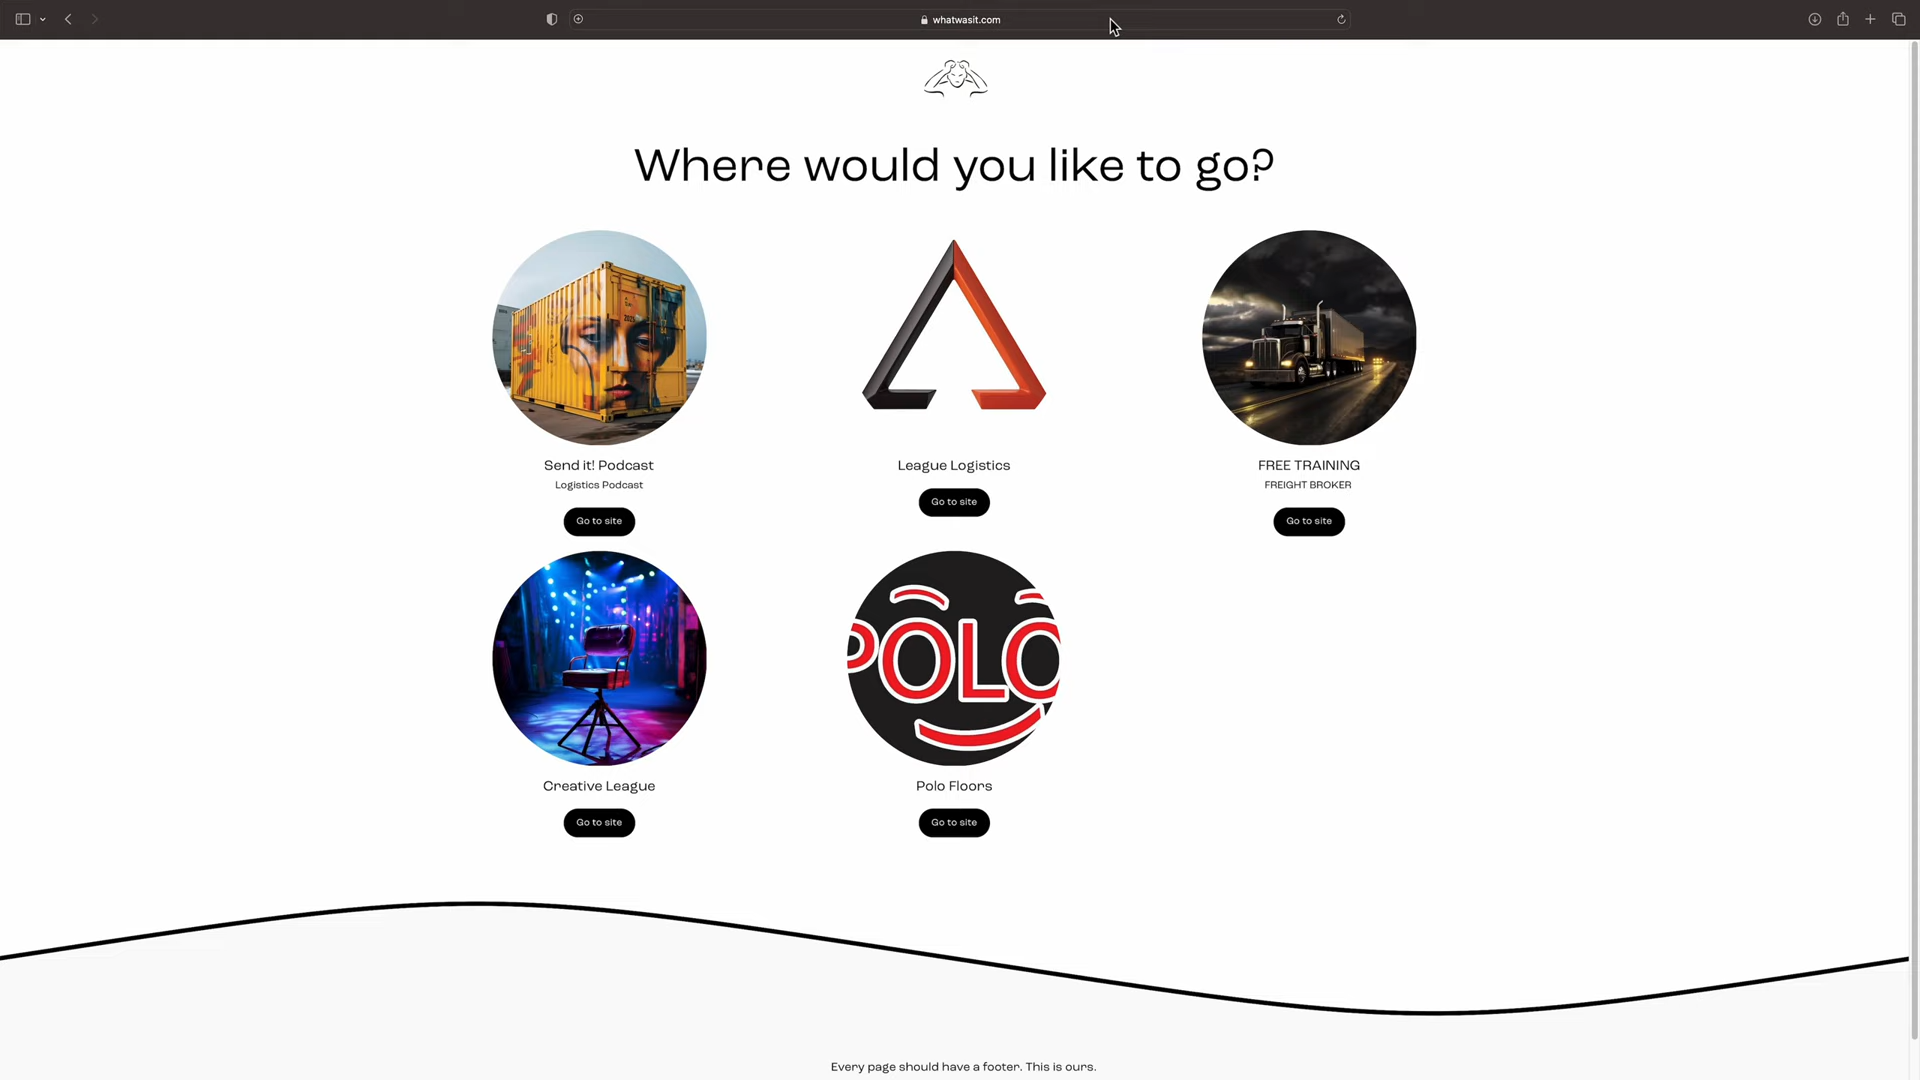 whatwasit.com
Where would you like to go?
Send it! Podcast
Logistics Podcast
Go to site
League Logistics
Go to site
FREE TRAINING
FREIGHT BROKER
Go to site
POLO
Creative League
Go to site
Polo Floors
Go to site
Every page should have a footer. This is ours.